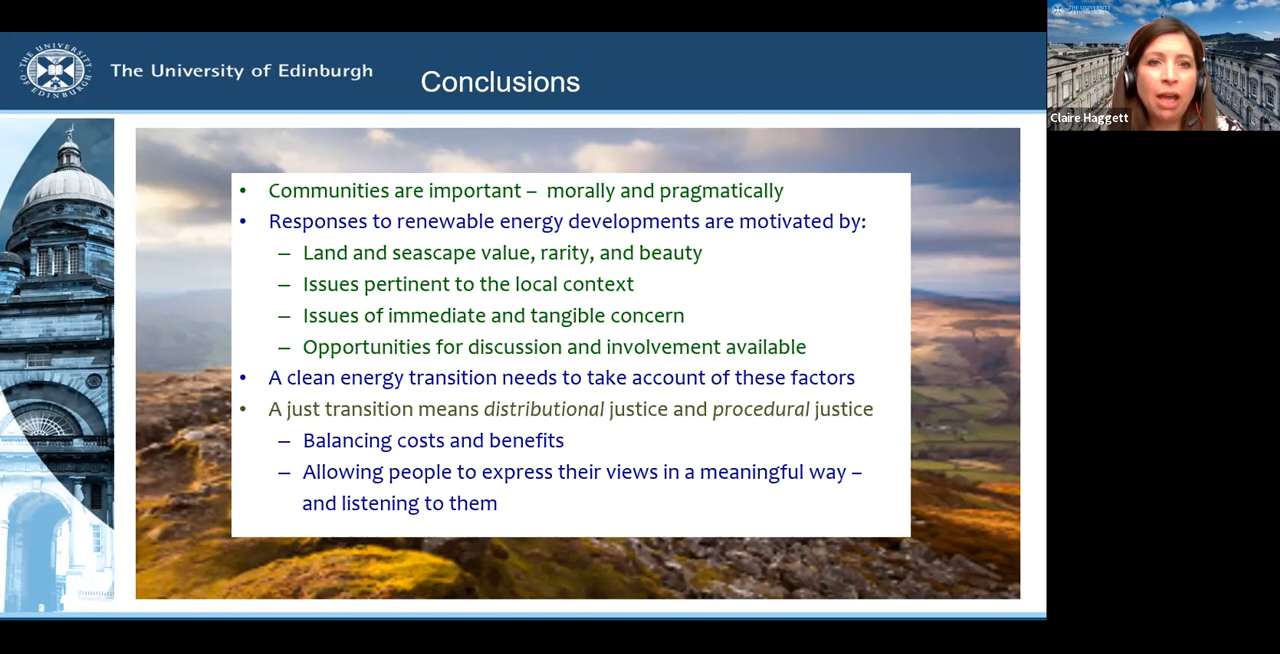 The University of Edinburgh
Conclusions
• Communities are important – morally and pragmatically
• Responses to renewable energy developments are motivated by:
– Land and seascape value, rarity, and beauty
– Issues pertinent to the local context
– Issues of immediate and tangible concern
– Opportunities for discussion and involvement available
• A clean energy transition needs to take account of these factors
• A just transition means distributional justice and procedural justice
– Balancing costs and benefits
– Allowing people to express their views in a meaningful way –
and listening to them
THE UNIVERSITY
OF EDINBURGH
Claire Haggett